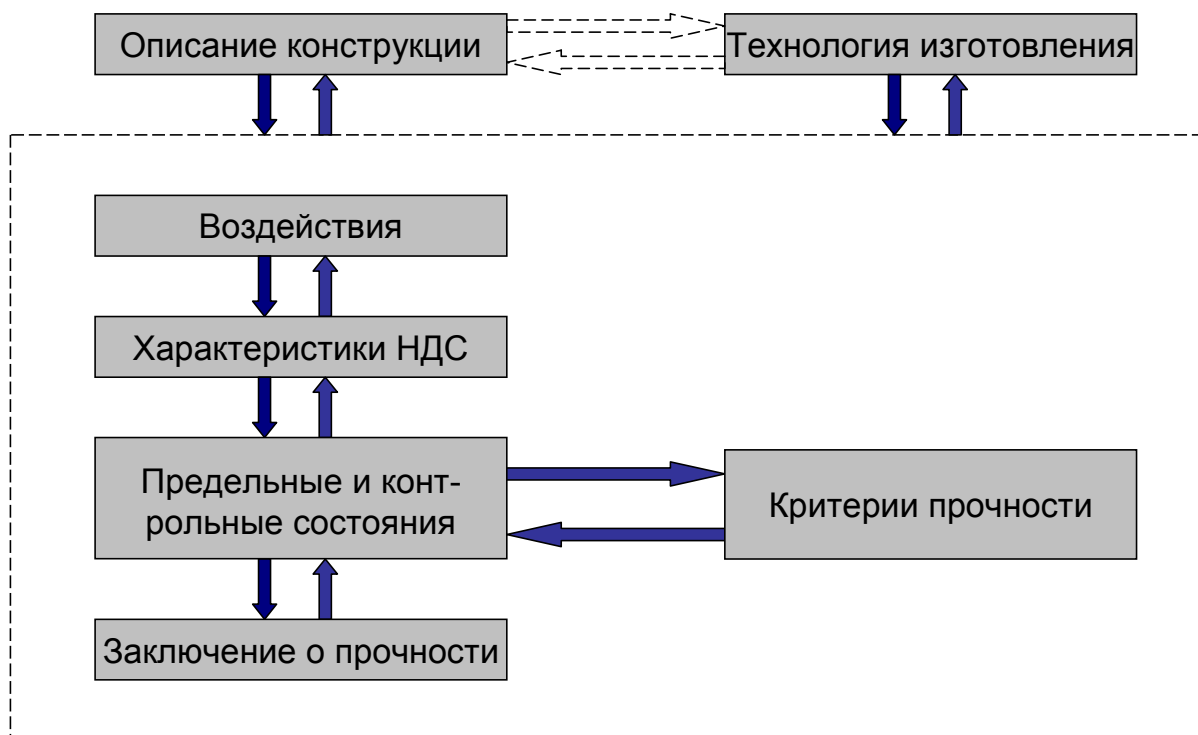 Описание конструкции
Технология изготовления
Воздействия
Характеристики НДС
Предельные и конт-
рольные состояния
Критерии прочности
Заключение о прочности